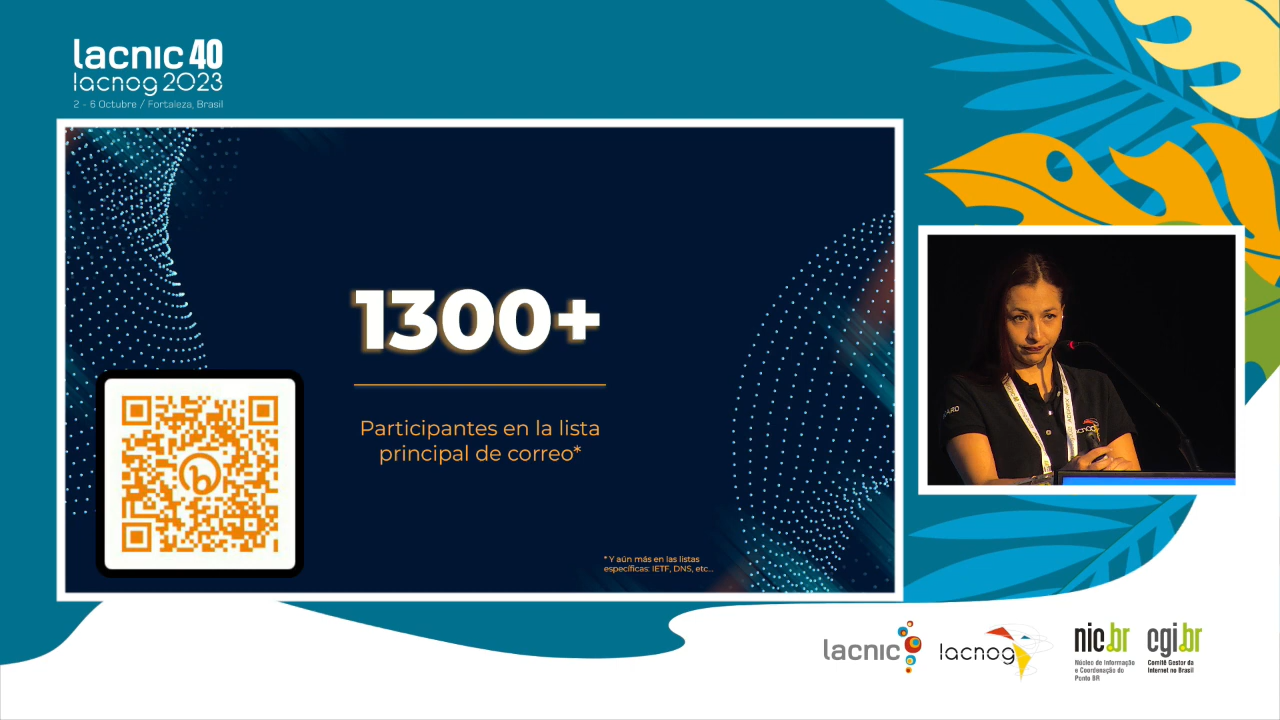 lacnic 40
lacnog 2023
2 - 6 Octubre / Fortaleza, Brasil
1300+
Participantes en la lista
principal de correo*
* Y aún más en las listas
específicas: IETF, DNS, etc...
lacnic
lacnog
nic.br
Núcleo de Informação
e Coordenação do
Ponto BR
cgi.br
Comitê Gestor da
Internet no Brasil